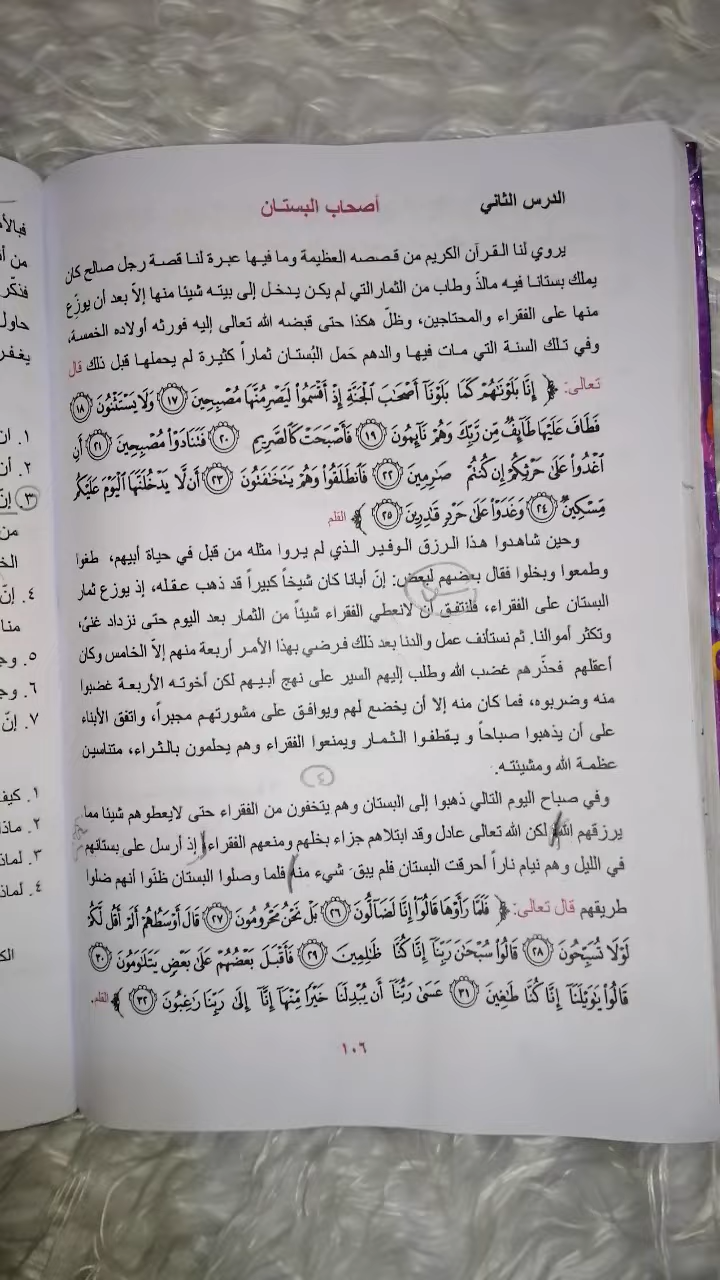 الدرس الثاني أصحاب البستان
يروي لنا القرآن الكريم من قصصه العظيمة وما فيها عبرة لنا قصة رجل صالح كان
يملك بستانا فيه مالذّ وطاب من الثمار التي لم يكن يدخل إلى بيته شيئا منها إلاّ بعد أن يوزّع
منها على الفقراء والمحتاجين، وظلّ هكذا حتى قبضه الله تعالى إليه فورثه أولاده الخمسة،
وفي تلك السنة التي مات فيها والدهم حَمل البُستان ثماراً كثيرة لم يحملها قبل ذلك قال
تعالى: ﴿ إِنَّا بَلَوْنَاهُمْ كَمَا بَلَوْنَا أَصْحَابَ الْجَنَّةِ إِذْ أَقْسَمُوا لَيَصْرِمُنَّهَا مُصْبِحِينَ ١٧ وَلَا يَسْتَثْنُونَ ١٨
فَطَافَ عَلَيْهَا طَائِفٌ مِّن رَّبِّكَ وَهُمْ نَائِمُونَ ١٩ فَأَصْبَحَتْ كَالصَّرِيمِ ٢٠ فَتَنَادَوْا مُصْبِحِينَ ٢١ أَنِ
اغْدُوا عَلَى حَرْثِكُمْ إِن كُنتُمْ صَارِمِينَ ٢٢ فَانطَلَقُوا وَهُمْ يَتَخَافَتُونَ ٢٣ أَن لَّا يَدْخُلَنَّهَا الْيَوْمَ عَلَيْكُم
مِّسْكِينٌ ٢٤ وَغَدَوْا عَلَى حَرْدٍ قَادِرِينَ ٢٥ ﴾ القلم
وحين شاهدوا هذا الرزق الوفير الذي لم يروا مثله من قبل في حياة أبيهم، طغوا
وطمعوا وبخلوا فقال بعضهم لبعض: إنّ أبانا كان شيخاً كبيراً قد ذهب عقله، إذ يوزع ثمار
البستان على الفقراء، فلنتفق أن لانعطي الفقراء شيئاً من الثمار بعد اليوم حتى نزداد غنىً،
وتكثر أموالنا. ثم نستأنف عمل والدنا بعد ذلك فرضي بهذا الأمر أربعة منهم إلاّ الخامس وكان
أعقلهم فحذّرهم غضب الله وطلب إليهم السير على نهج أبيهم لكن أخوته الأربعة غضبوا
منه وضربوه، فما كان منه إلا أن يخضع لهم ويوافق على مشورتهم مجبراً، واتفق الأبناء
على أن يذهبوا صباحاً و يقطفوا الثمار ويمنعوا الفقراء وهم يحلمون بالثراء، متناسين
عظمة الله ومشيئته.
وفي صباح اليوم التالي ذهبوا إلى البستان وهم يتخفون من الفقراء حتى لايعطوهم شيئا مما
يرزقهم الله لكن الله تعالى عادل وقد ابتلاهم جزاء بخلهم ومنعهم الفقراء إذ أرسل على بستانهم
في الليل وهم نيام ناراً أحرقت البستان فلم يبق شيء منه فلما وصلوا البستان ظنّوا أنهم ضلوا
طريقهم قال تعالى: ﴿ فَلَمَّا رَأَوْهَا قَالُوا إِنَّا لَضَالُّونَ ٢٦ بَلْ نَحْنُ مَحْرُومُونَ ٢٧ قَالَ أَوْسَطُهُمْ أَلَمْ أَقُل لَّكُمْ
لَوْلَا تُسَبِّحُونَ ٢٨ قَالُوا سُبْحَانَ رَبِّنَا إِنَّا كُنَّا ظَالِمِينَ ٢٩ فَأَقْبَلَ بَعْضُهُمْ عَلَى بَعْضٍ يَتَلَاوَمُونَ ٣٠
قَالُوا يَاوَيْلَنَا إِنَّا كُنَّا طَاغِينَ ٣١ عَسَى رَبُّنَا أَن يُبْدِلَنَا خَيْرًا مِّنْهَا إِنَّا إِلَى رَبِّنَا رَاغِبُونَ ٣٢ ﴾ القلم.
١٠٦